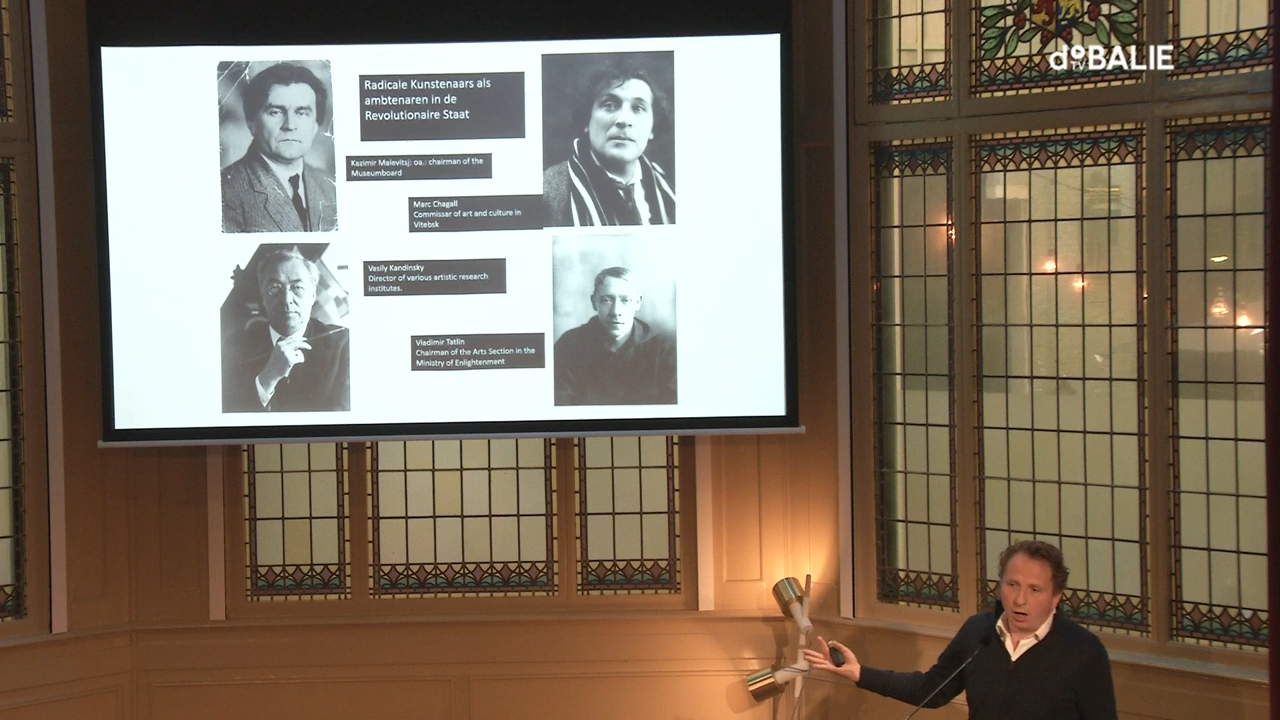 doBALIE
TV
Radicale Kunstenaars als
ambtenaren in de
Revolutionaire Staat
Kazimir Malevitsj: oa.: chairman of the
Museumboard
Marc Chagall
Commissar of art and culture in
Vitebsk
Vasily Kandinsky
Director of various artistic research
institutes.
Vladimir Tatlin
Chairman of the Arts Section in the
Ministry of Enlightenment